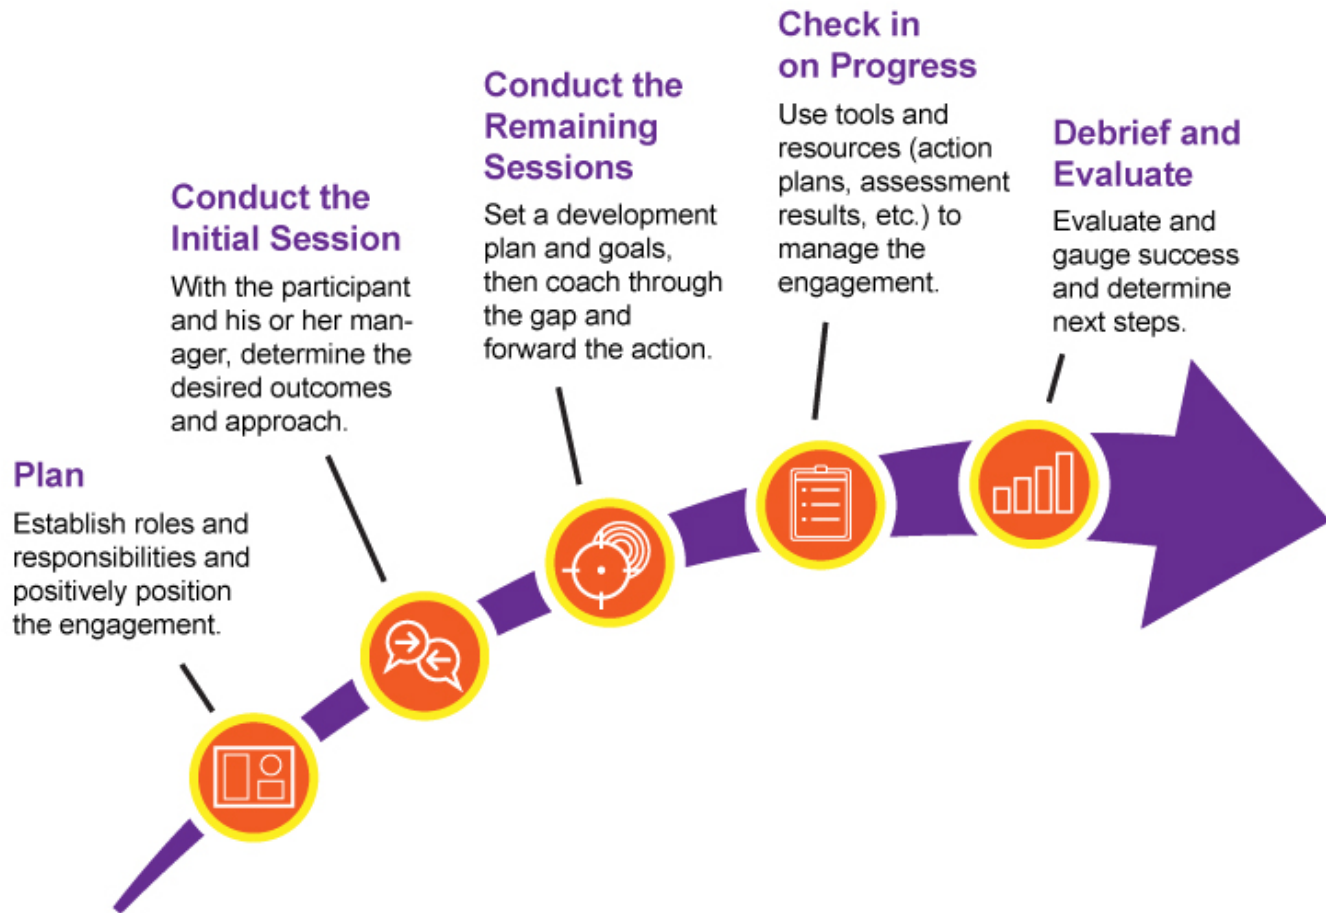 Plan
Establish roles and
responsibilities and
positively position
the engagement.
Conduct the
Initial Session
With the participant
and his or her man-
ager, determine the
desired outcomes
and approach.
Conduct the
Remaining
Sessions
Set a development
plan and goals,
then coach through
the gap and
forward the action.
Check in
on Progress
Use tools and
resources (action
plans, assessment
results, etc.) to
manage the
engagement.
Debrief and
Evaluate
Evaluate and
gauge success
and determine
next steps.